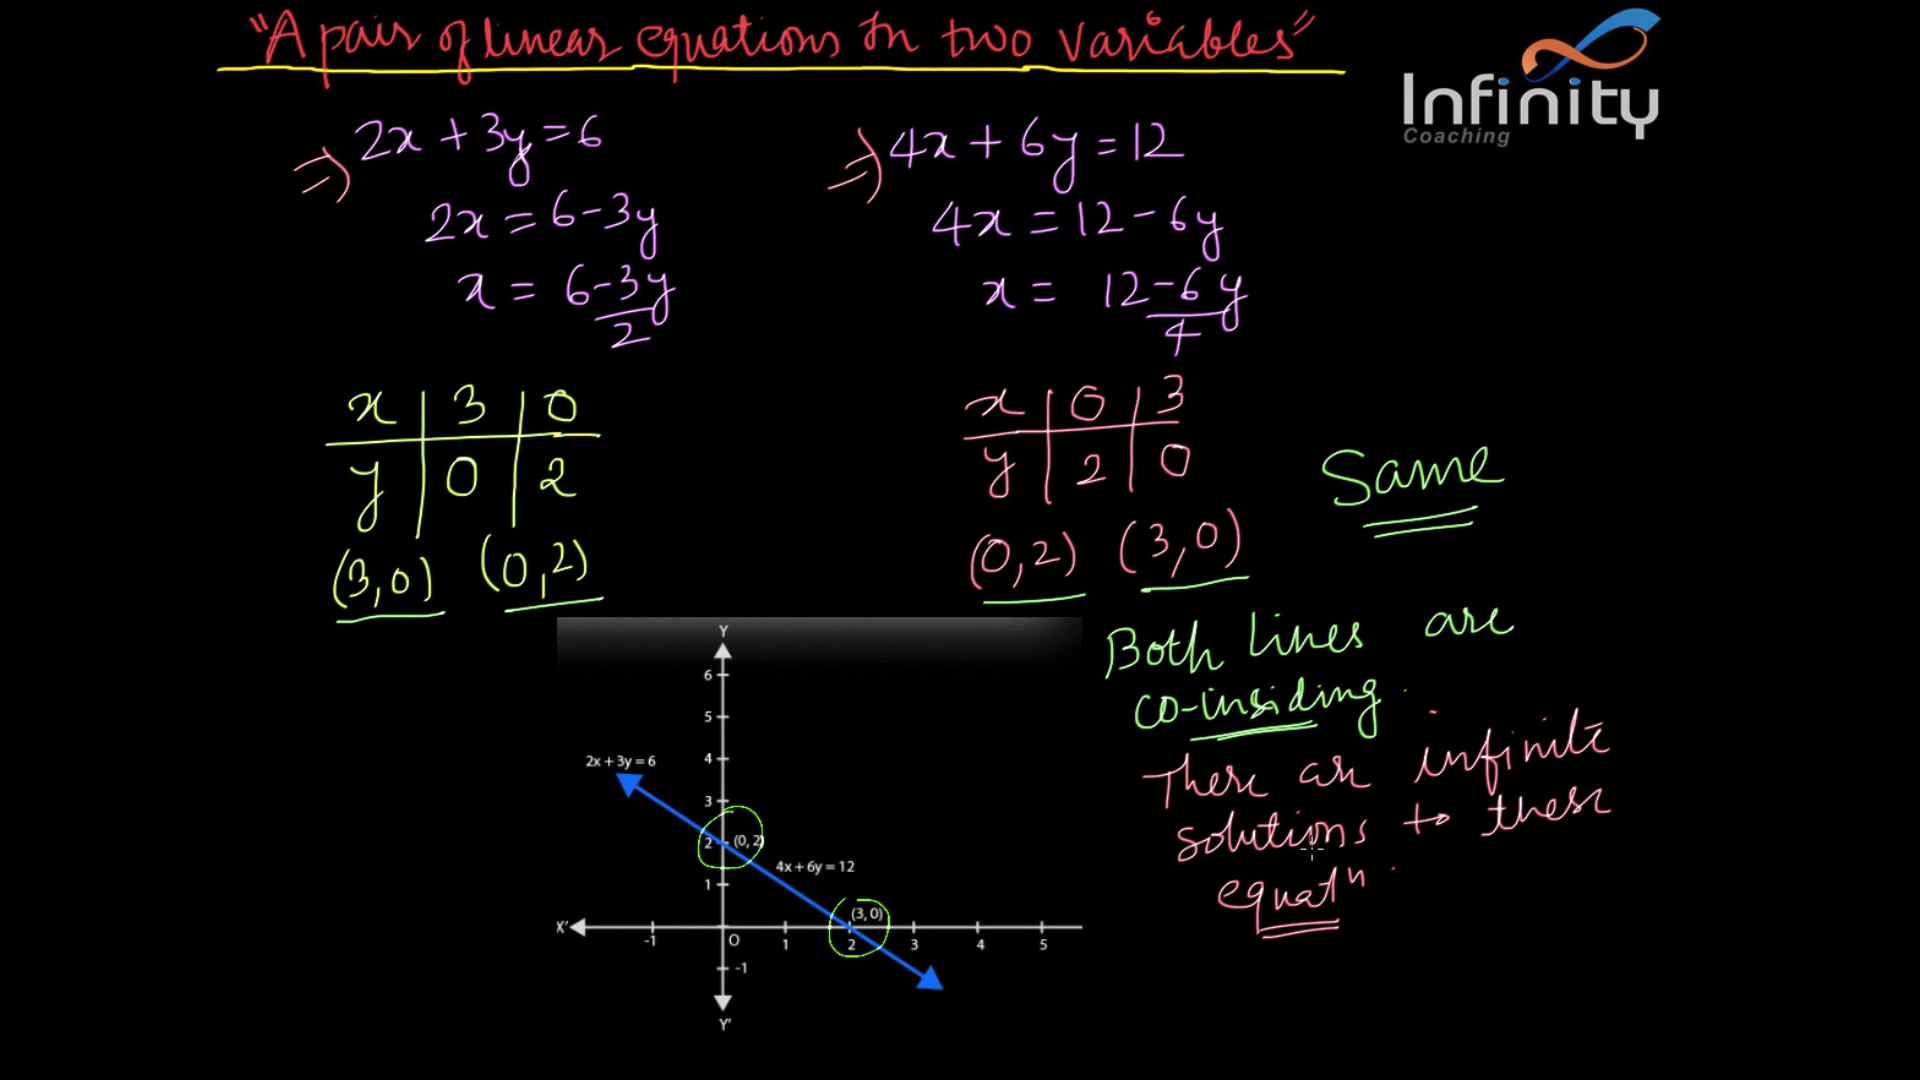 "A pair of linear equations In two variables"
Infinity
Coaching
=> 2x + 3y = 6
2x = 6 - 3y
x = 6 - 3y / 2
=> 4x + 6y = 12
4x = 12 - 6y
x = 12 - 6y / 4
x | 3 | 0
y | 0 | 2
(3,0) (0,2)
x | 0 | 3
y | 2 | 0
(0,2) (3,0)
Same
Both lines are
co-insiding.
There are infinite
solutions to these
equatn.
Y
6
5
4
2x + 3y = 6
3
2
(0, 2)
4x + 6y = 12
1
(3, 0)
X'
-1
O
1
2
3
4
5
-1
Y'